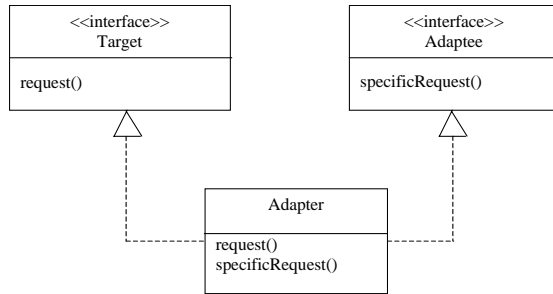 <<interface>>
Target
request()
<<interface>>
Adaptee
specificRequest()
Adapter
request()
specificRequest()